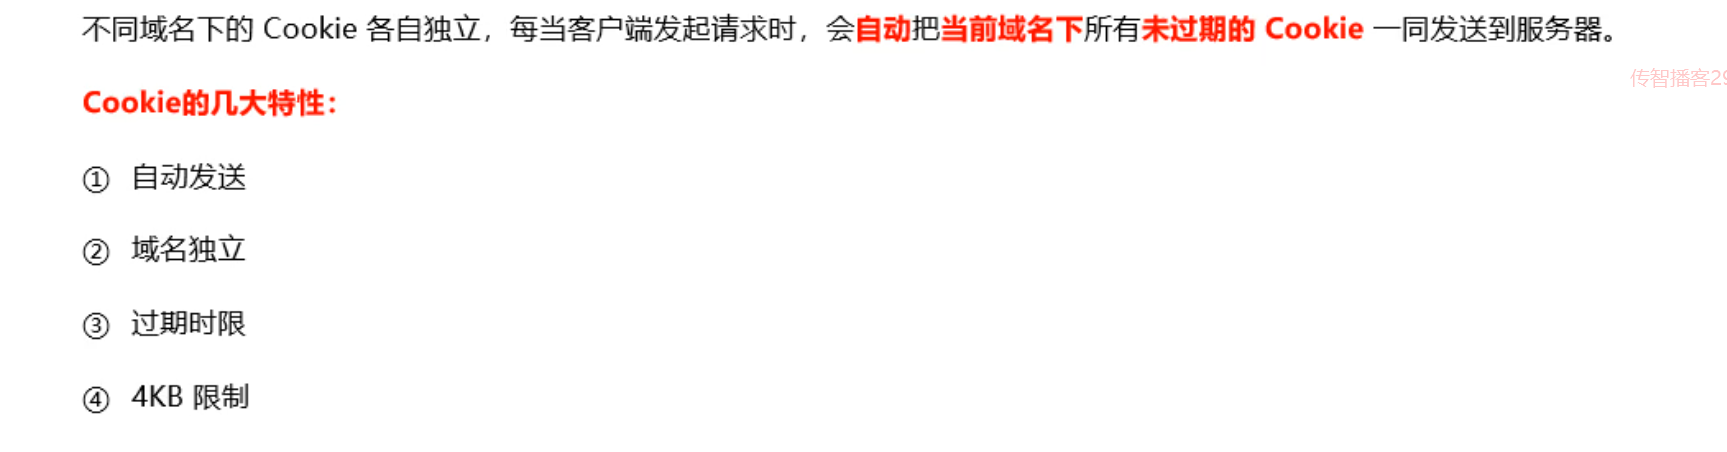 不同域名下的 Cookie 各自独立，每当客户端发起请求时，会自动把当前域名下所有未过期的 Cookie 一同发送到服务器。
传智播客29
Cookie的几大特性：
① 自动发送
② 域名独立
③ 过期时限
④ 4KB 限制